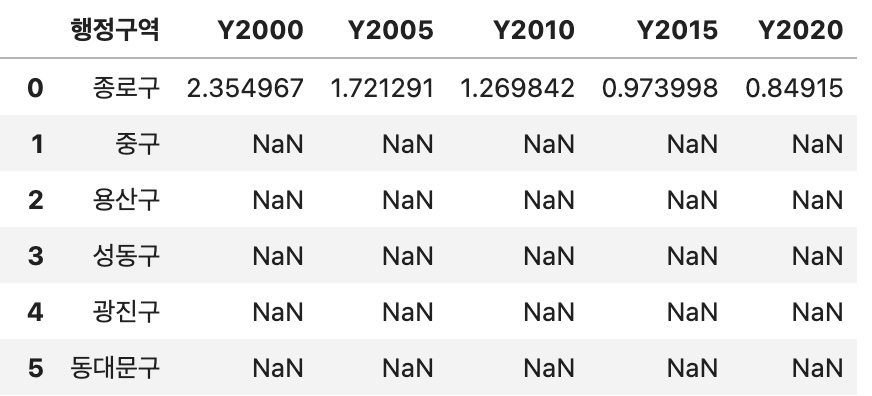 행정구역 Y2000 Y2005 Y2010 Y2015 Y2020
0 종로구 2.354967 1.721291 1.269842 0.973998 0.84915
1 중구 NaN NaN NaN NaN NaN
2 용산구 NaN NaN NaN NaN NaN
3 성동구 NaN NaN NaN NaN NaN
4 광진구 NaN NaN NaN NaN NaN
5 동대문구 NaN NaN NaN NaN NaN